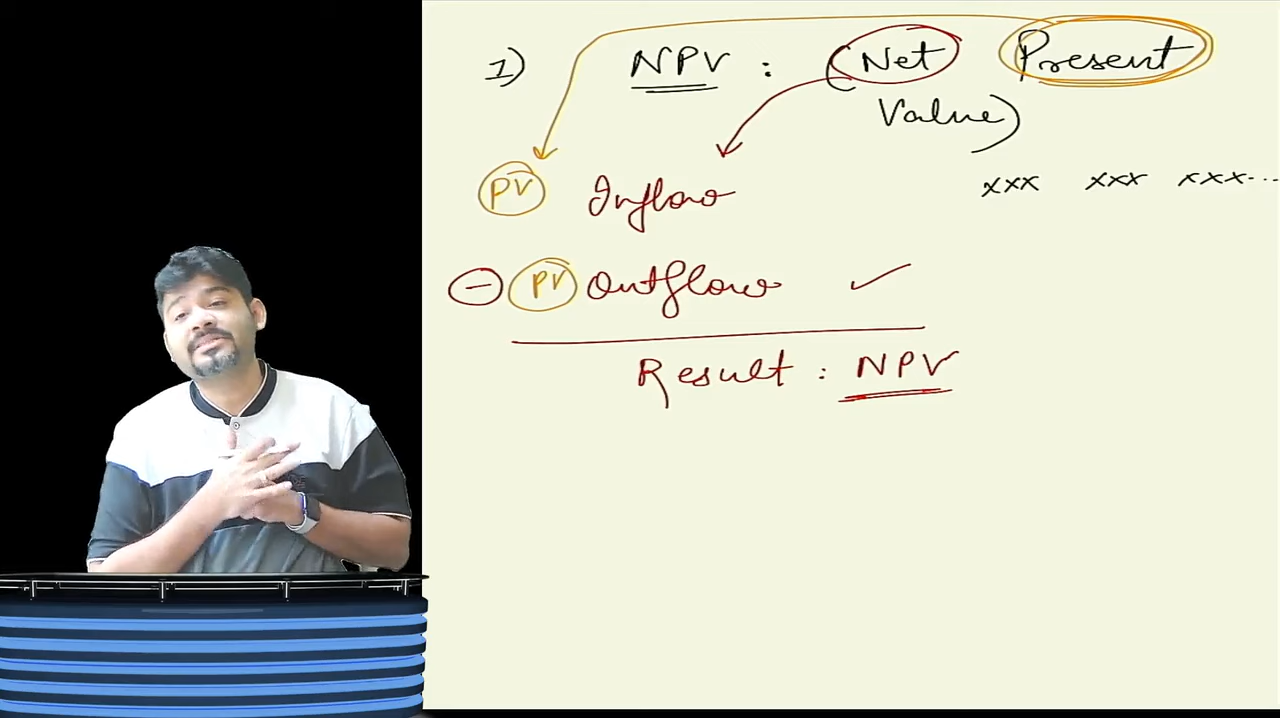 1) NPV : (Net Present
Value)
PV Inflow xxx xxx xxx...
- PV Outflow ✓
Result : NPV